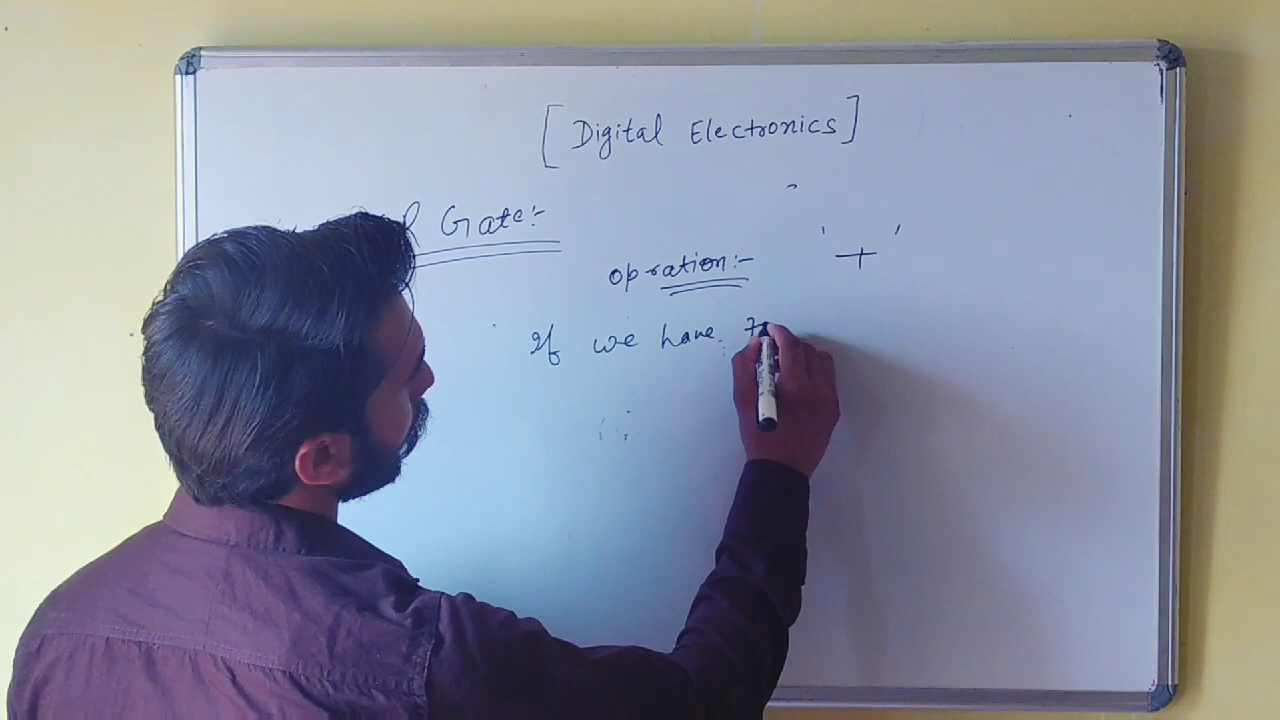 [Digital Electronics]
R Gate:-
opration:- '+'
If we have